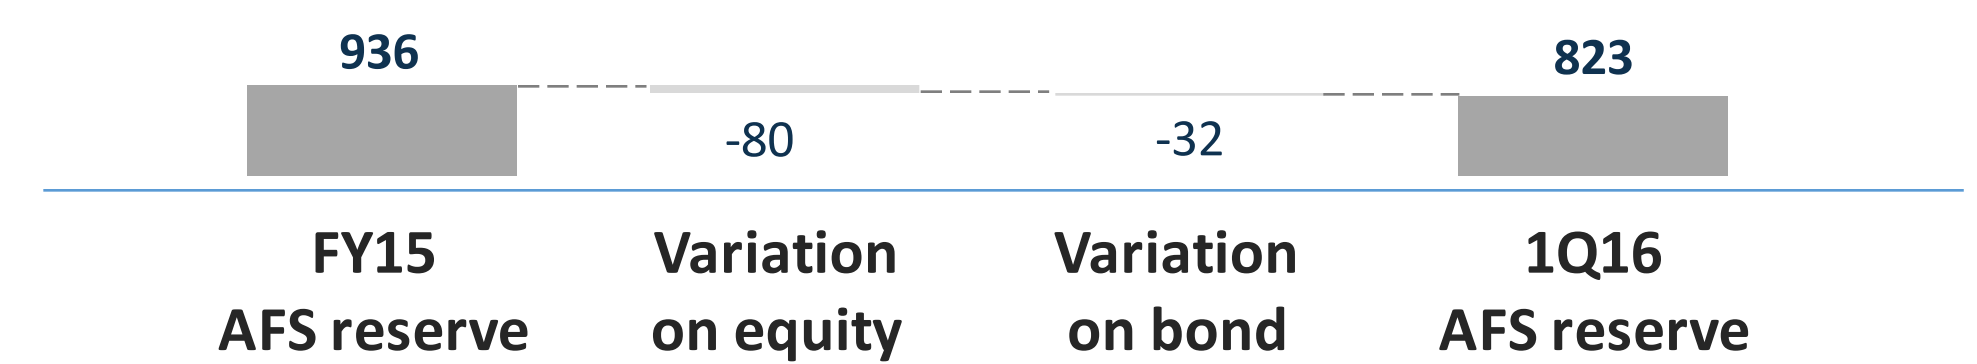 936
823
-80
-32
FY15
AFS reserve
Variation
on equity
Variation
on bond
1Q16
AFS reserve